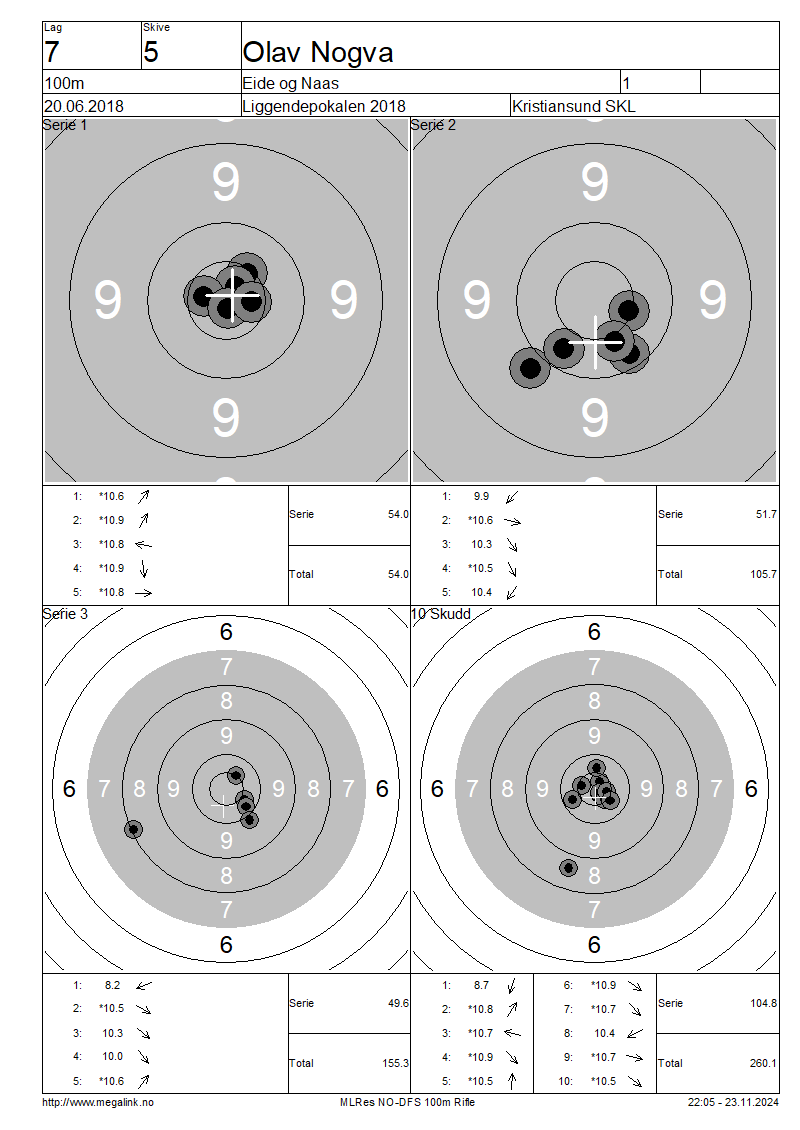 Lag
Skive
7
5
Olav Nogva
100m
Eide og Naas
1
20.06.2018
Liggendepokalen 2018
Kristiansund SKL
Serie 1
9
9
9
9
Serie 2
9
9
9
9
1: *10.6
2: *10.9
3: *10.8
4: *10.9
5: *10.8
Serie 54.0
Total 54.0
1: 9.9
2: *10.6
3: 10.3
4: *10.5
5: 10.4
Serie 51.7
Total 105.7
Serie 3
6
7
8
9
6 7 8 9 9 8 7 6
9
8
7
6
10 Skudd
6
7
8
9
6 7 8 9 9 8 7 6
9
8
7
6
1: 8.2
2: *10.5
3: 10.3
4: 10.0
5: *10.6
Serie 49.6
Total 155.3
1: 8.7
2: *10.8
3: *10.7
4: *10.9
5: *10.5
6: *10.9
7: *10.7
8: 10.4
9: *10.7
10: *10.5
Serie 104.8
Total 260.1
http://www.megalink.no
MLRes NO-DFS 100m Rifle
22:05 - 23.11.2024